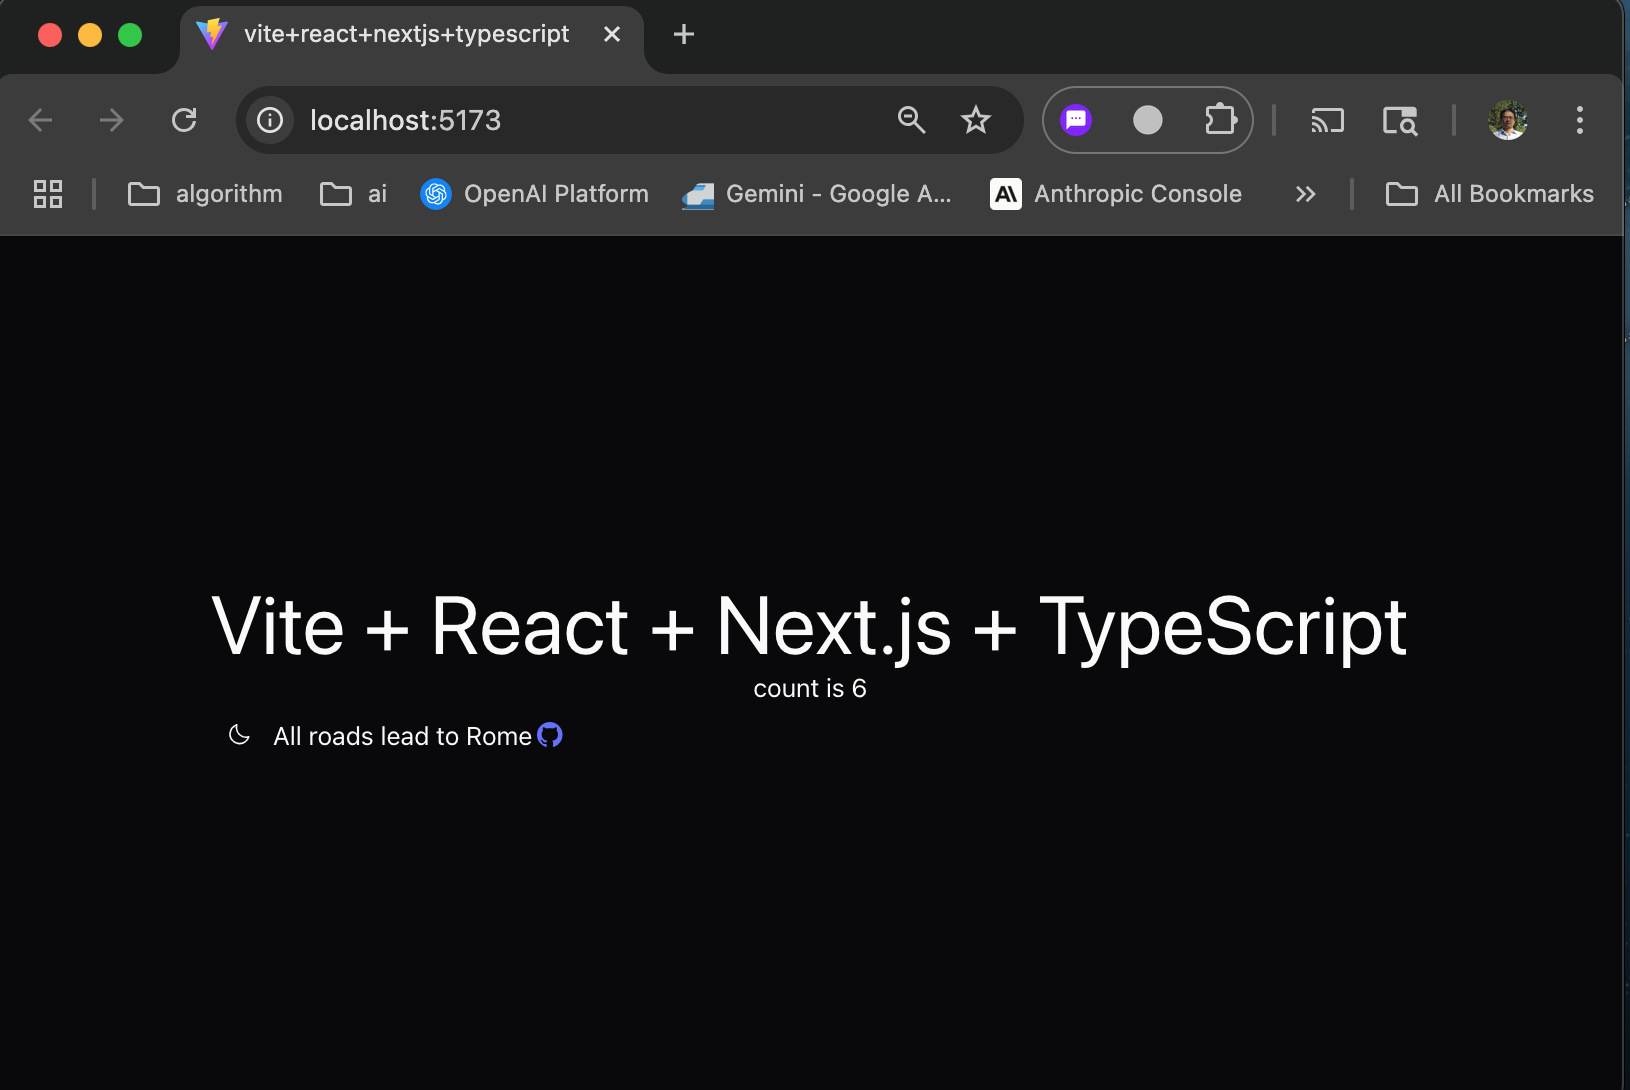 vite+react+nextjs+typescript
localhost:5173
algorithm
ai
OpenAI Platform
Gemini - Google A...
Anthropic Console
All Bookmarks
Vite + React + Next.js + TypeScript
count is 6
All roads lead to Rome